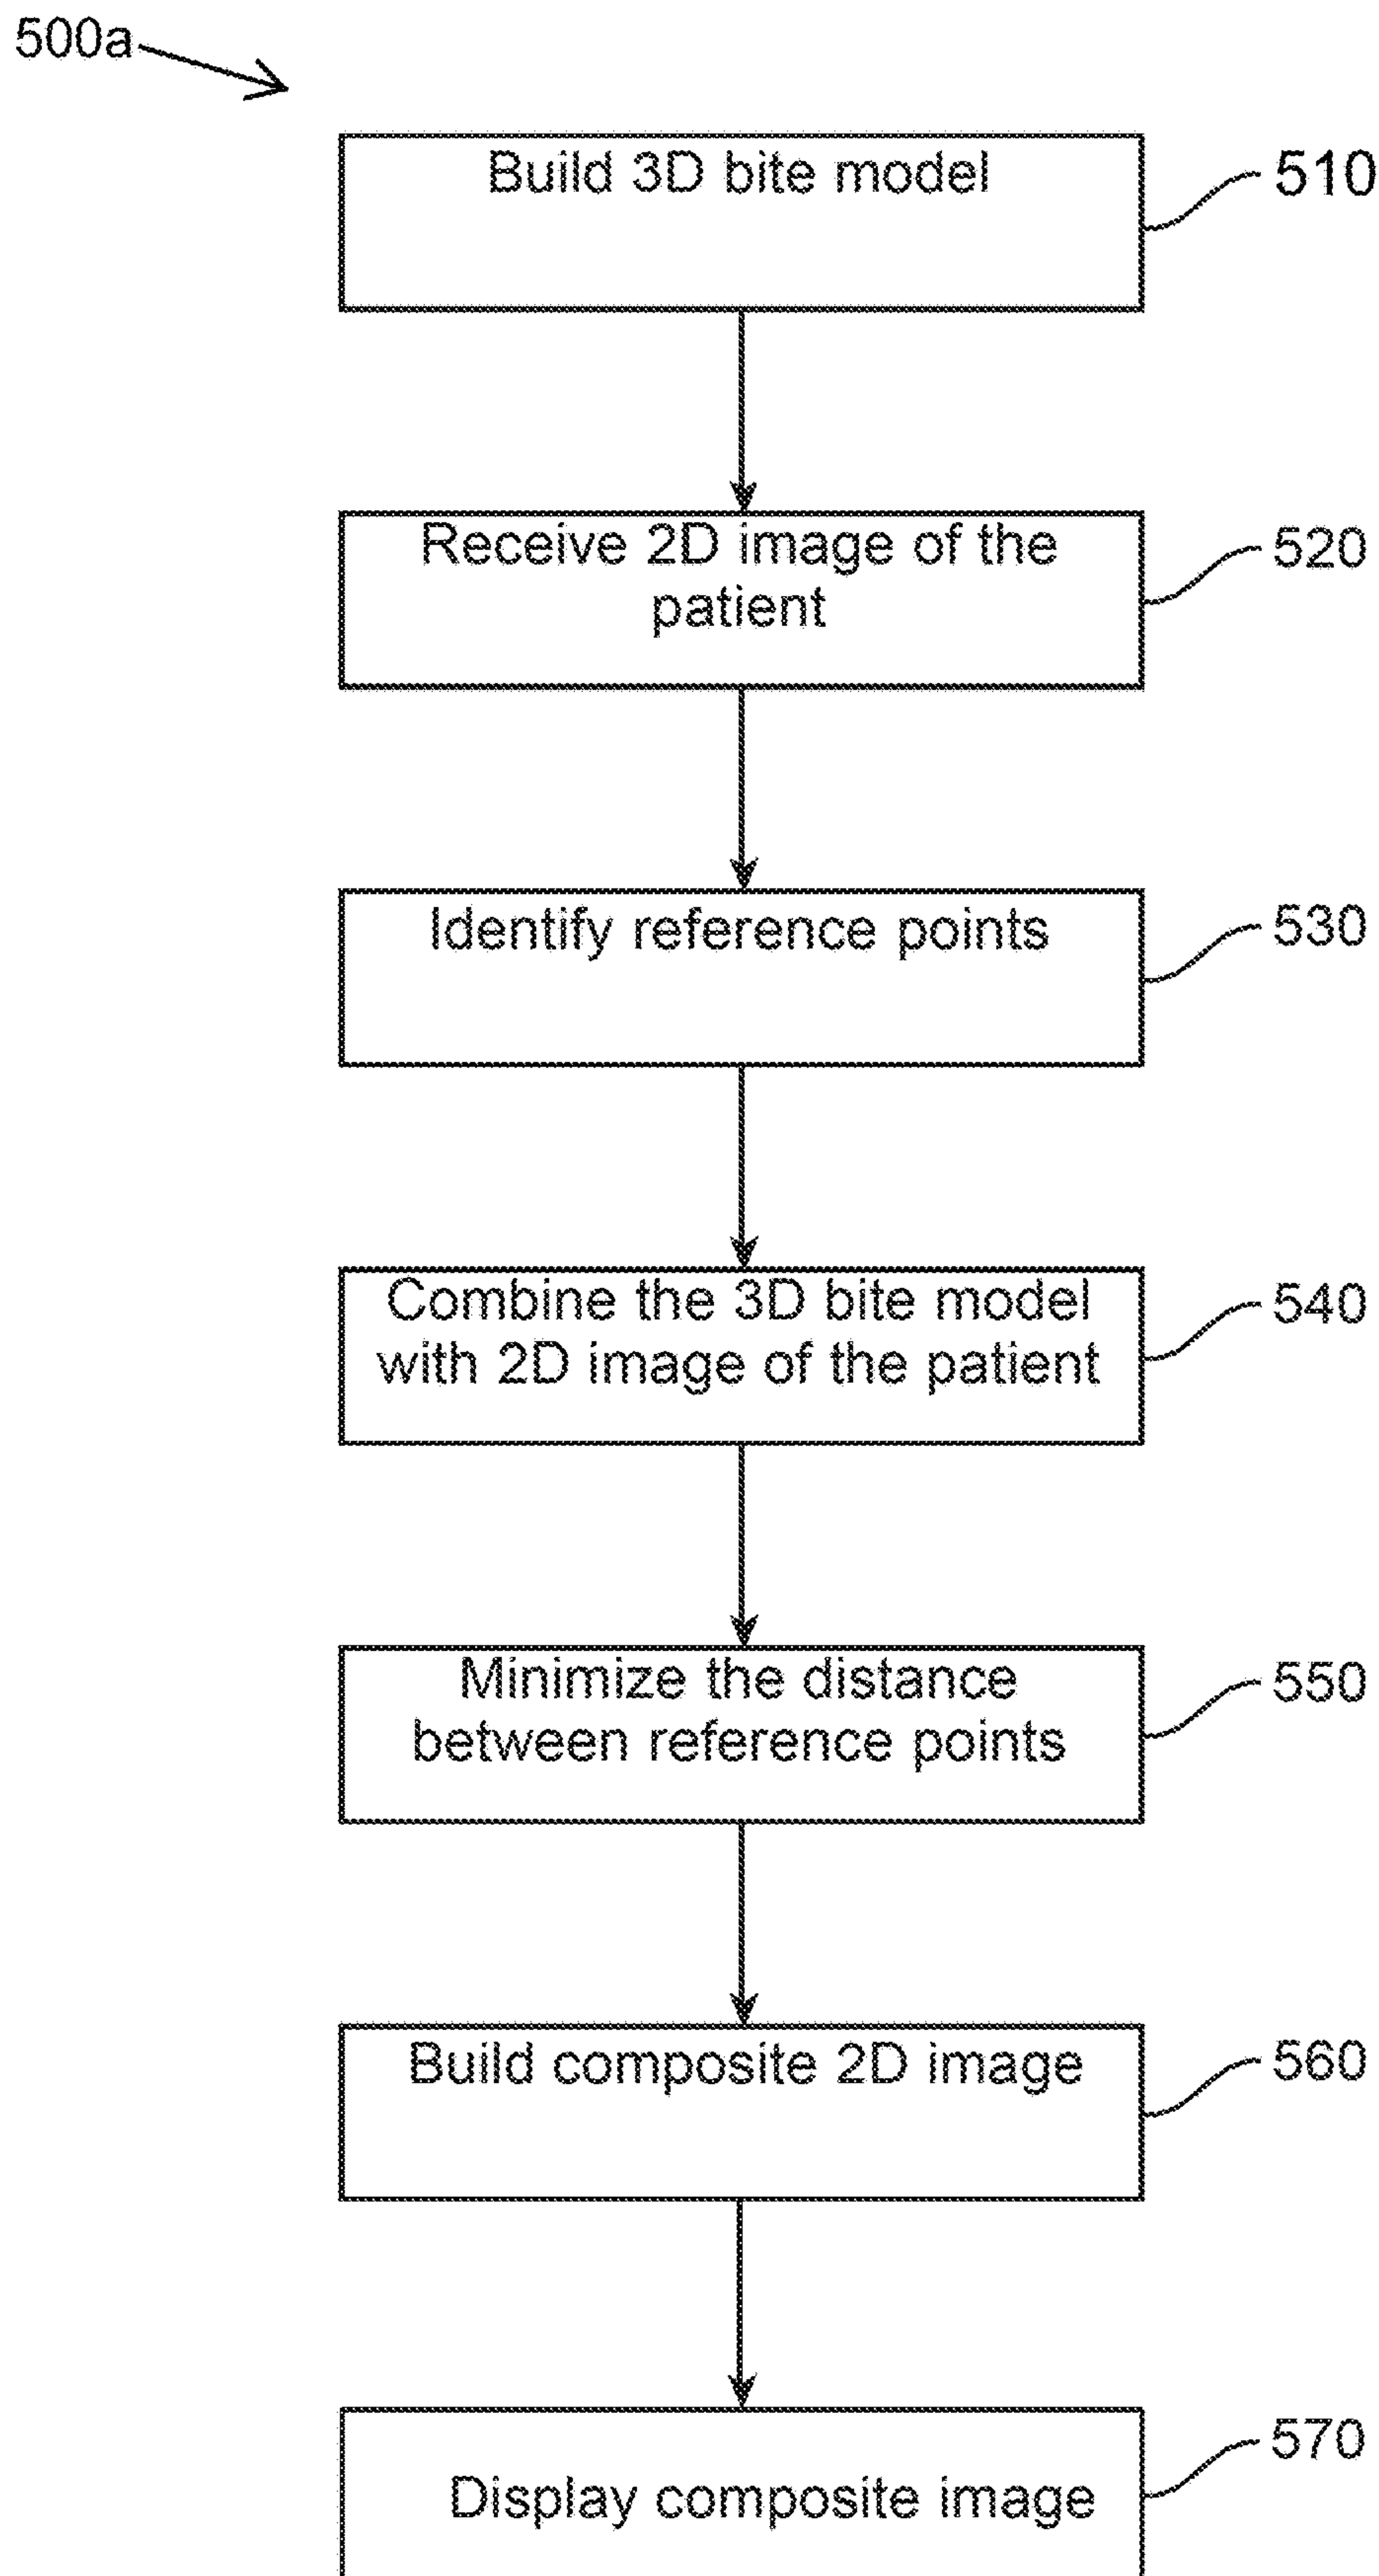 500a
Build 3D bite model
510
Receive 2D image of the
patient
520
Identify reference points
530
Combine the 3D bite model
with 2D image of the patient
540
Minimize the distance
between reference points
550
Build composite 2D image
560
Display composite image
570